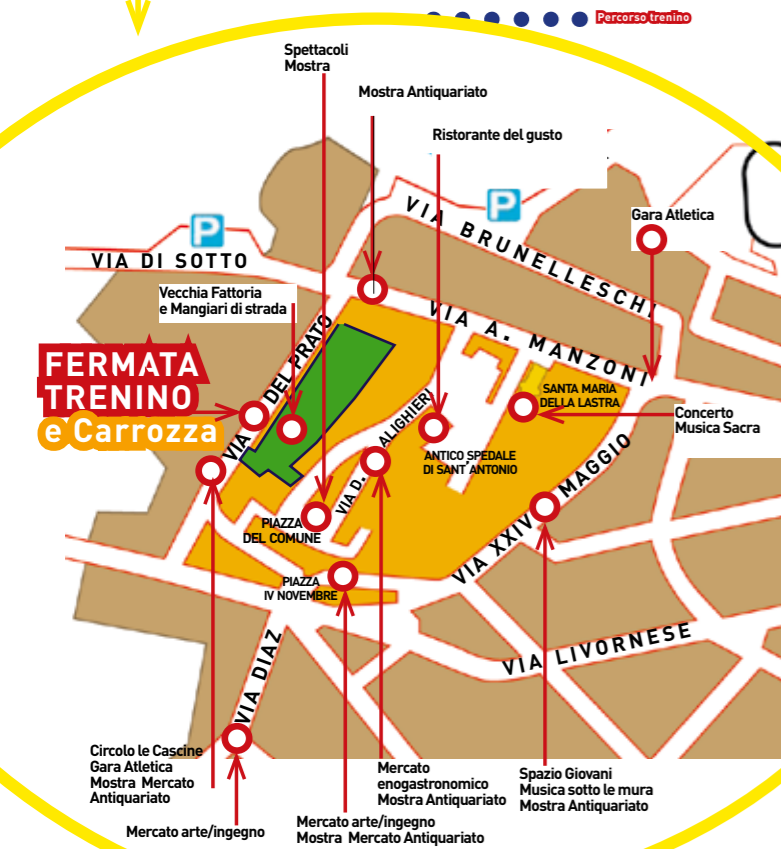 Percorso trenino
Spettacoli
Mostra
Mostra Antiquariato
Ristorante del gusto
P
P
Gara Atletica
VIA BRUNELLESCHI
VIA DI SOTTO
Vecchia Fattoria
e Mangiari di strada
VIA A. MANZONI
FERMATA
TRENINO
e Carrozza
VIA DEL PRATO
SANTA MARIA
DELLA LASTRA
Concerto
Musica Sacra
VIA D. ALIGHIERI
ANTICO SPEDALE
DI SANT'ANTONIO
VIA XXIV MAGGIO
PIAZZA
DEL COMUNE
PIAZZA
IV NOVEMBRE
VIA LIVORNESE
VIA DIAZ
Circolo le Cascine
Gara Atletica
Mostra Mercato
Antiquariato
Mercato arte/ingegno
Mercato arte/ingegno
Mostra Mercato Antiquariato
Mercato
enogastronomico
Mostra Antiquariato
Spazio Giovani
Musica sotto le mura
Mostra Antiquariato